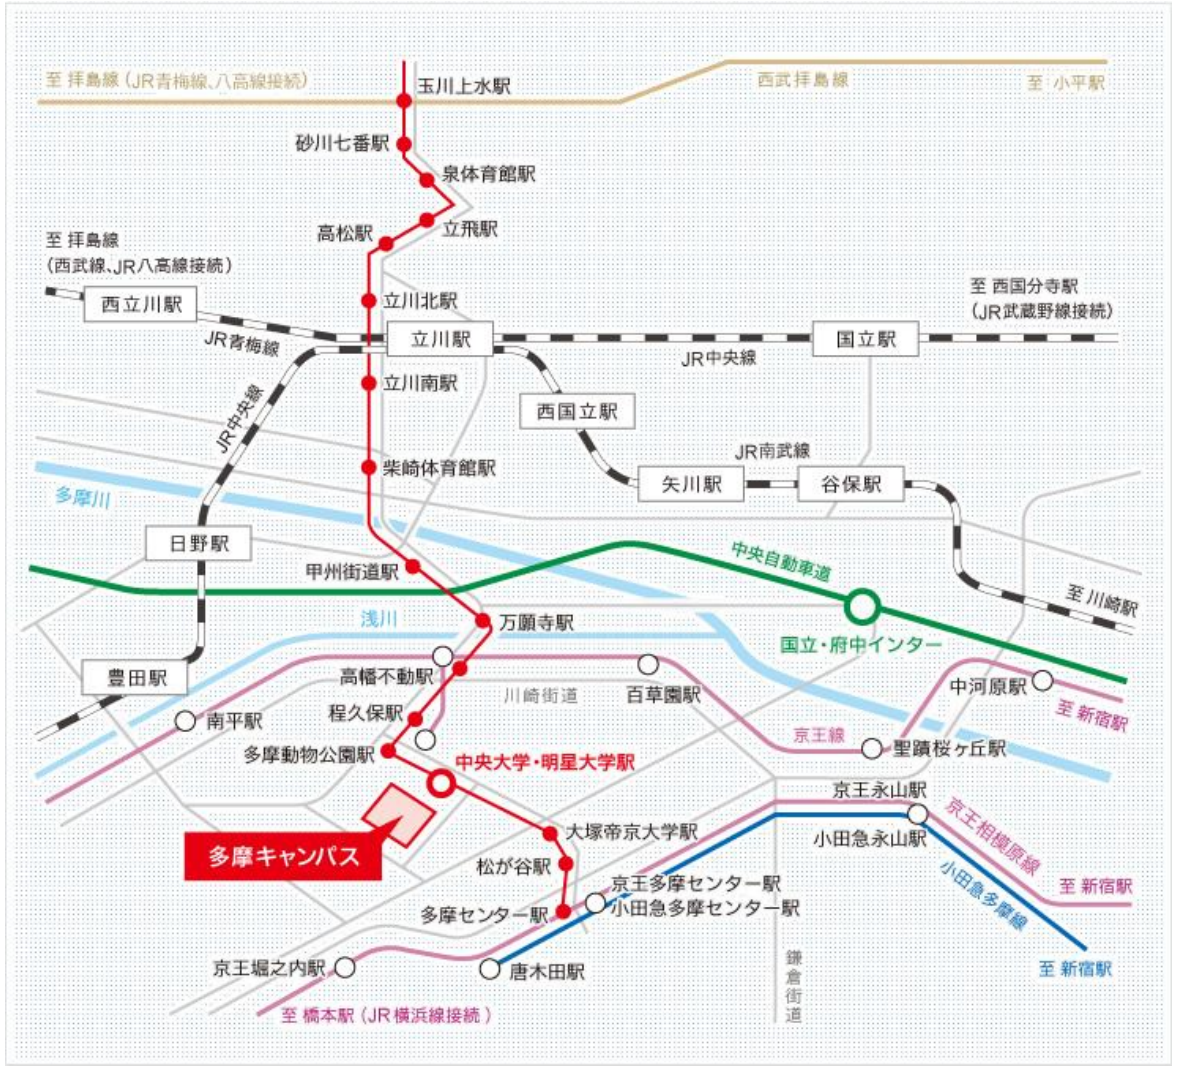 至 拝島線（JR青梅線、八高線接続）
西武拝島線
至 小平駅
玉川上水駅
砂川七番駅
泉体育館駅
高松駅
立飛駅
至 拝島線
（西武線、JR八高線接続）
西立川駅
立川北駅
至 西国分寺駅
（JR武蔵野線接続）
JR青梅線
立川駅
国立駅
JR中央線
立川南駅
JR中央線
西国立駅
柴崎体育館駅
JR南武線
矢川駅
谷保駅
多摩川
日野駅
甲州街道駅
中央自動車道
至 川崎駅
浅川
万願寺駅
国立・府中インター
豊田駅
高幡不動駅
川崎街道
百草園駅
中河原駅
至 新宿駅
南平駅
程久保駅
京王線
聖蹟桜ヶ丘駅
多摩動物公園駅
中央大学・明星大学駅
京王永山駅
京王相模原線
多摩キャンパス
大塚帝京大学駅
小田急永山駅
松が谷駅
小田急多摩線
京王多摩センター駅
至 新宿駅
多摩センター駅
小田急多摩センター駅
京王堀之内駅
唐木田駅
鎌倉街道
至 新宿駅
至 橋本駅（JR横浜線接続）